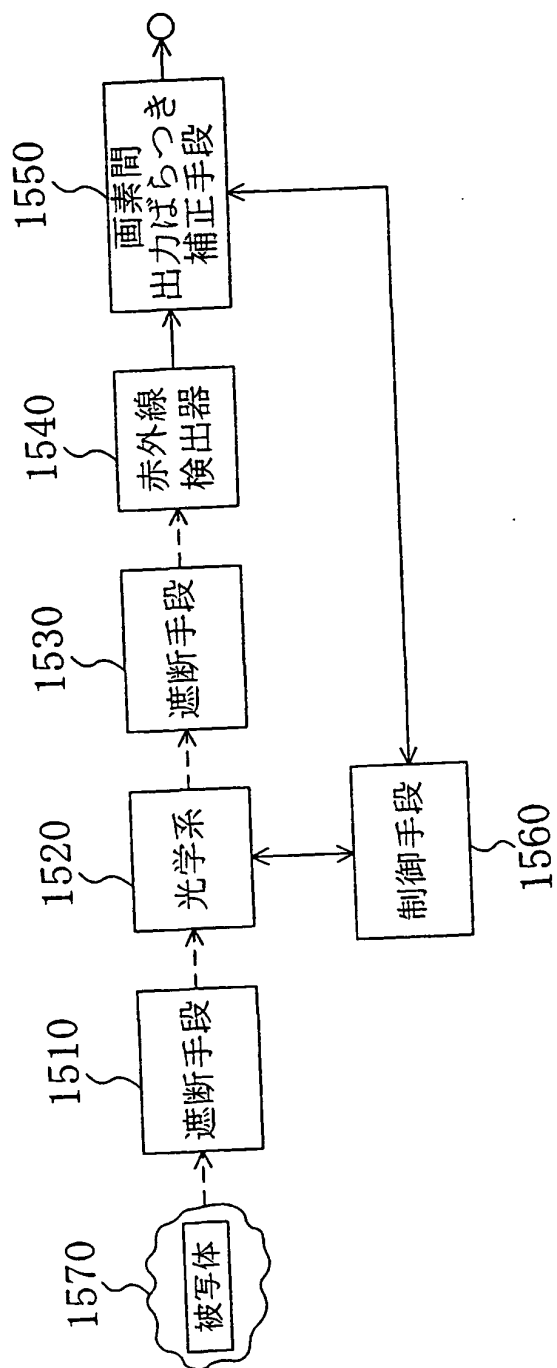 1570
被写体
1510
遮断手段
1520
光学系
1530
遮断手段
1540
赤外線
検出器
1550
画素間
出力ばらつき
補正手段
1560
制御手段